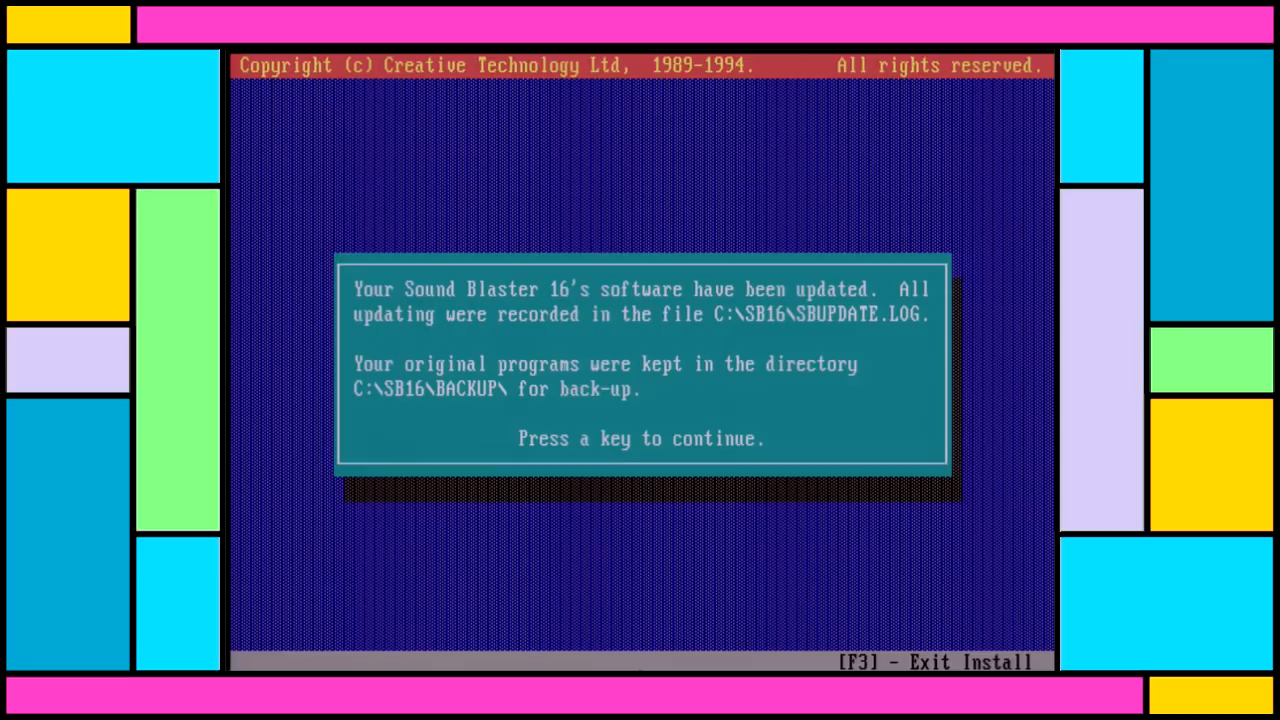 Copyright (c) Creative Technology Ltd, 1989-1994. All rights reserved.
Your Sound Blaster 16's software have been updated. All
updating were recorded in the file C:\SB16\SBUPDATE.LOG.
Your original programs were kept in the directory
C:\SB16\BACKUP\ for back-up.
Press a key to continue.
[F3] - Exit Install